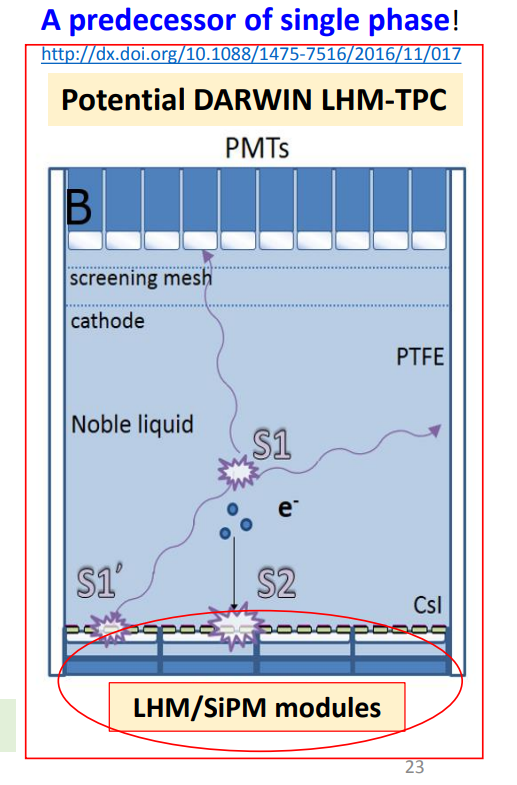 A predecessor of single phase!
http://dx.doi.org/10.1088/1475-7516/2016/11/017
Potential DARWIN LHM-TPC
PMTs
B
screening mesh
cathode
PTFE
Noble liquid
S1
e-
S1′
S2
CsI
LHM/SiPM modules
23